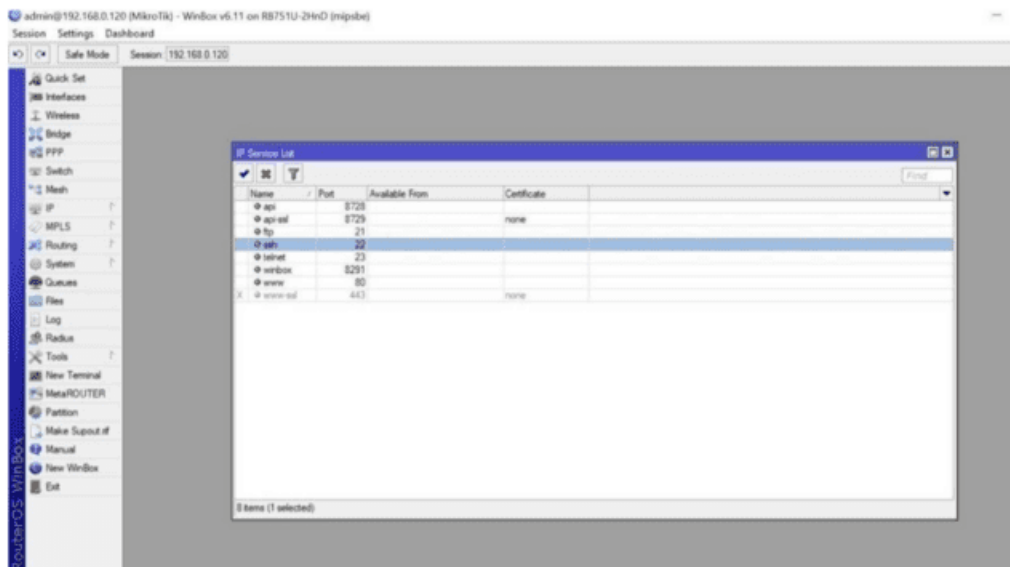 admin@192.168.0.120 (MikroTik) - WinBox v6.11 on RB751U-2HnD (mipsbe)
Session Settings Dashboard
Safe Mode Session: 192.168.0.120
Quick Set
Interfaces
Wireless
Bridge
PPP
Switch
Mesh
IP
MPLS
Routing
System
Queues
Files
Log
Radius
Tools
New Terminal
MetaROUTER
Partition
Make Supout.rif
Manual
New WinBox
Exit
RouterOS WinBox
IP Service List
Find
Name Port Available From Certificate
api 8728
api-ssl 8729 none
ftp 21
ssh 22
telnet 23
winbox 8291
www 80
X www-ssl 443 none
8 items (1 selected)